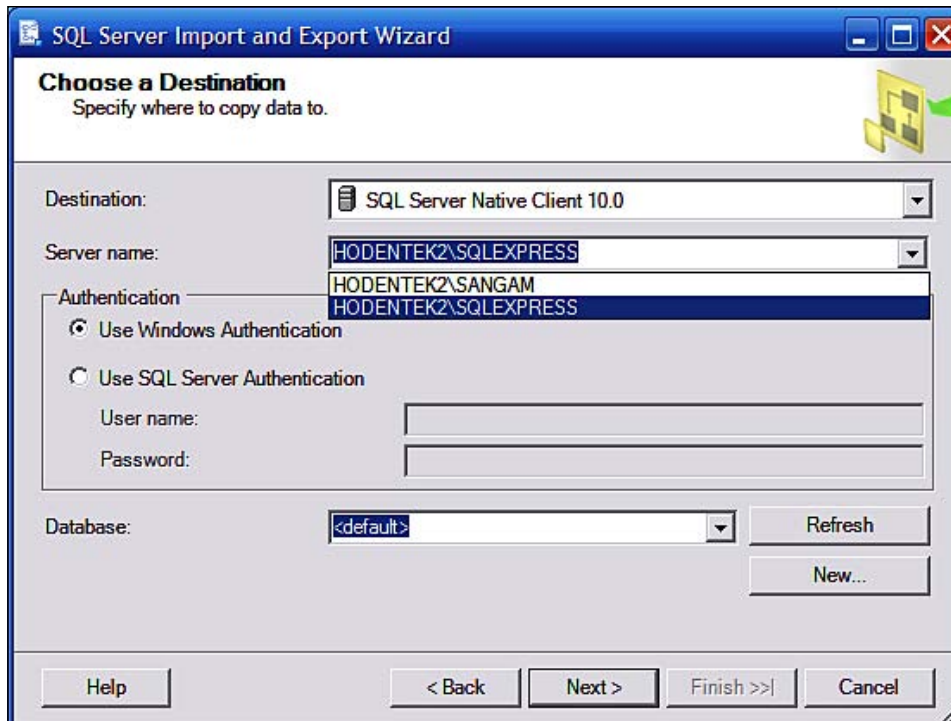 SQL Server Import and Export Wizard
Choose a Destination
Specify where to copy data to.
Destination: SQL Server Native Client 10.0
Server name: HODENTEK2\SQLEXPRESS
HODENTEK2\SANGAM
HODENTEK2\SQLEXPRESS
Authentication
Use Windows Authentication
Use SQL Server Authentication
User name:
Password:
Database: <default> Refresh
New...
Help < Back Next > Finish >>| Cancel